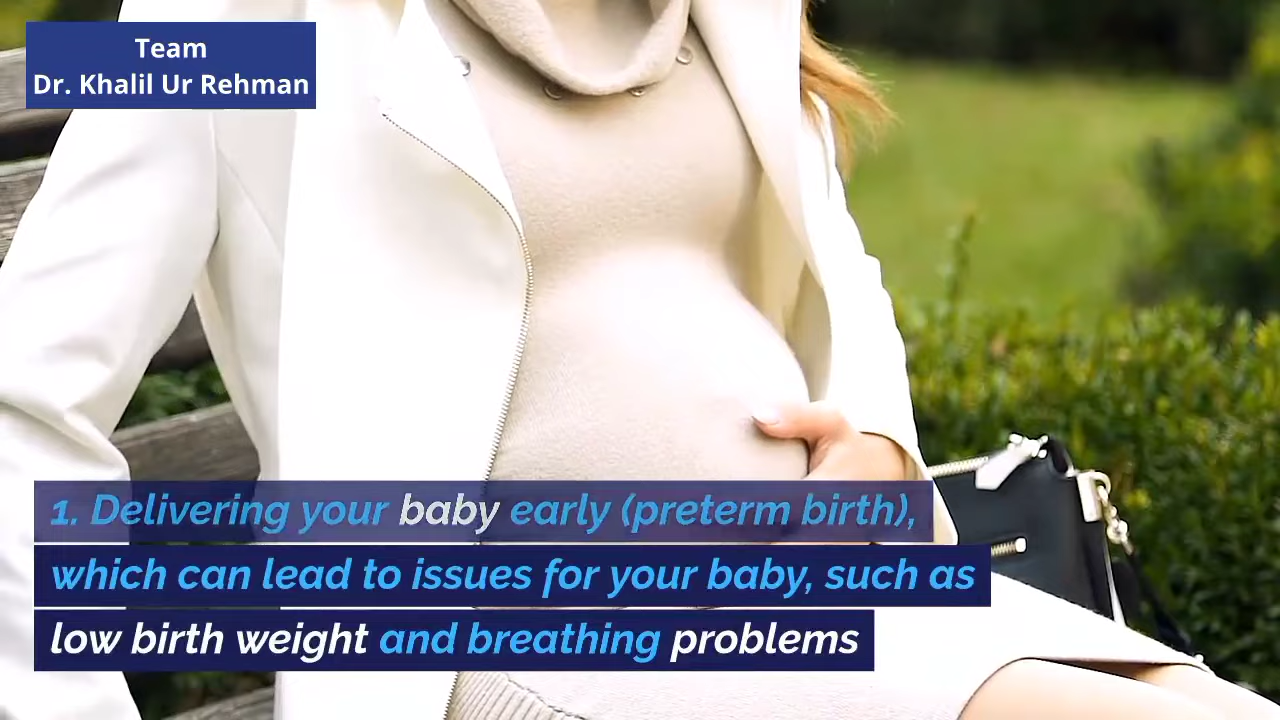 Team
Dr. Khalil Ur Rehman
1. Delivering your baby early (preterm birth),
which can lead to issues for your baby, such as
low birth weight and breathing problems